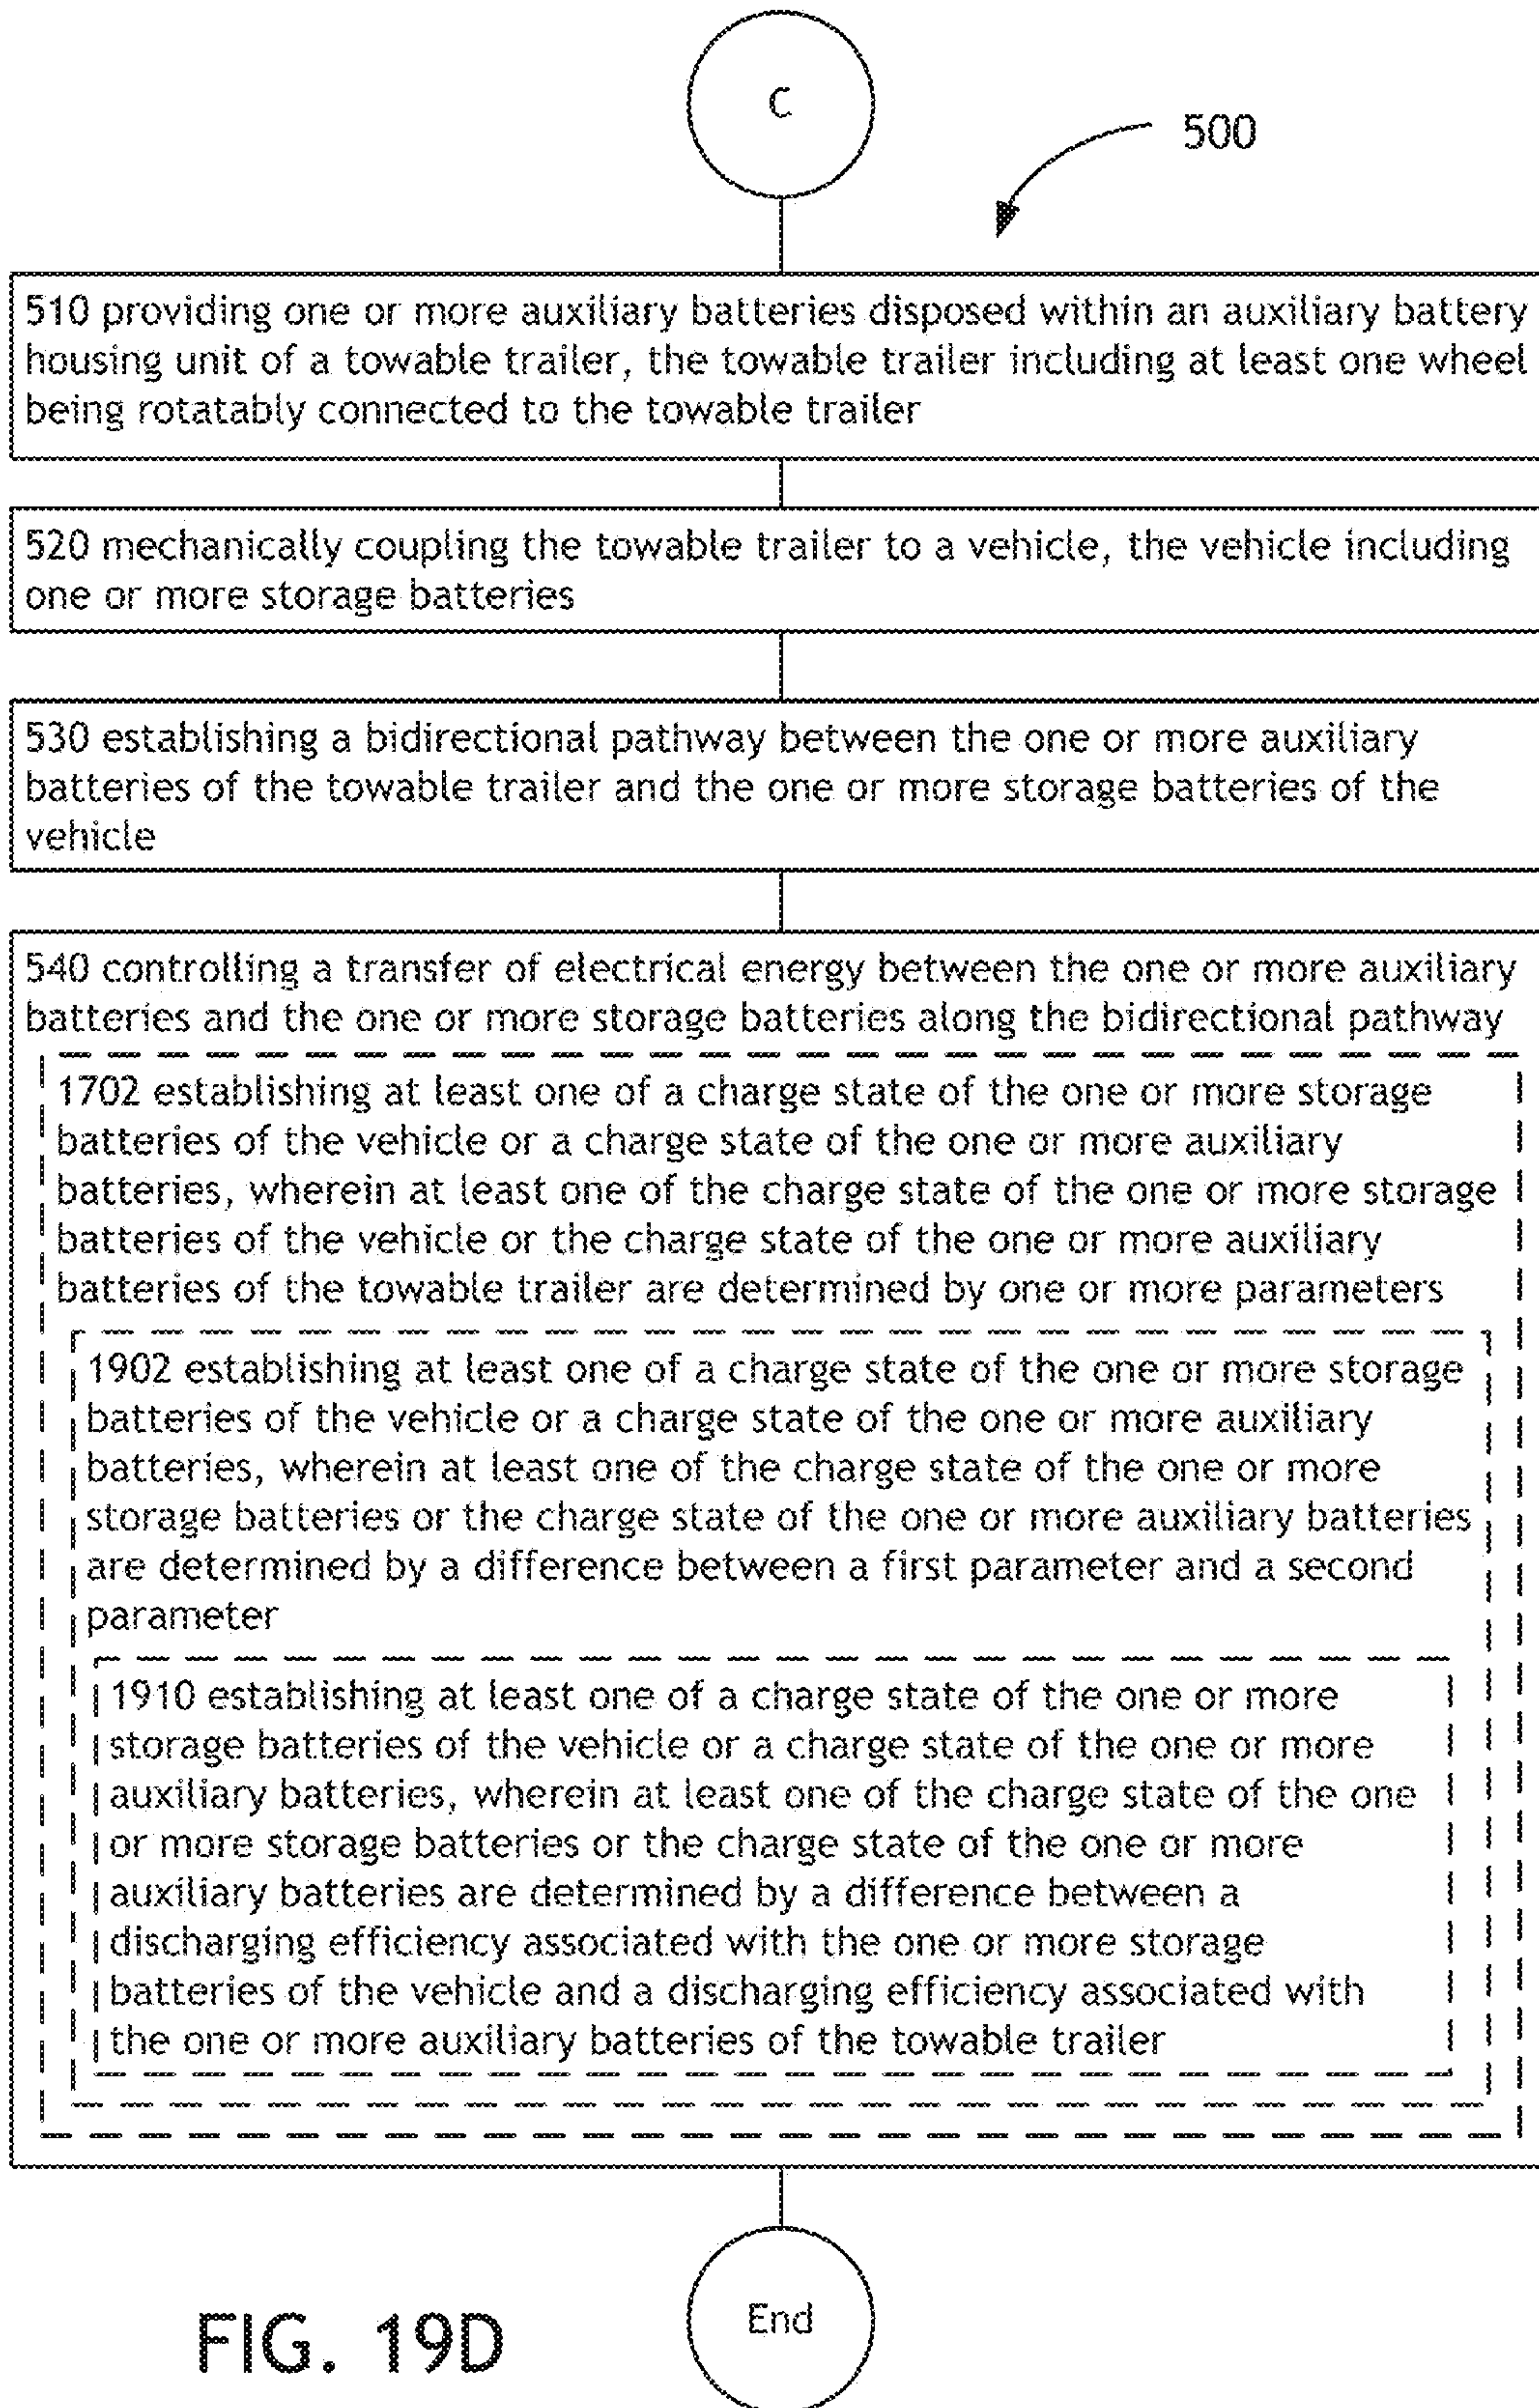 C
500
510 providing one or more auxiliary batteries disposed within an auxiliary battery
housing unit of a towable trailer, the towable trailer including at least one wheel
being rotatably connected to the towable trailer
520 mechanically coupling the towable trailer to a vehicle, the vehicle including
one or more storage batteries
530 establishing a bidirectional pathway between the one or more auxiliary
batteries of the towable trailer and the one or more storage batteries of the
vehicle
540 controlling a transfer of electrical energy between the one or more auxiliary
batteries and the one or more storage batteries along the bidirectional pathway
1702 establishing at least one of a charge state of the one or more storage
batteries of the vehicle or a charge state of the one or more auxiliary
batteries, wherein at least one of the charge state of the one or more storage
batteries of the vehicle or the charge state of the one or more auxiliary
batteries of the towable trailer are determined by one or more parameters
1902 establishing at least one of a charge state of the one or more storage
batteries of the vehicle or a charge state of the one or more auxiliary
batteries, wherein at least one of the charge state of the one or more
storage batteries or the charge state of the one or more auxiliary batteries
are determined by a difference between a first parameter and a second
parameter
1910 establishing at least one of a charge state of the one or more
storage batteries of the vehicle or a charge state of the one or more
auxiliary batteries, wherein at least one of the charge state of the one
or more storage batteries or the charge state of the one or more
auxiliary batteries are determined by a difference between a
discharging efficiency associated with the one or more storage
batteries of the vehicle and a discharging efficiency associated with
the one or more auxiliary batteries of the towable trailer
End
FIG. 19D